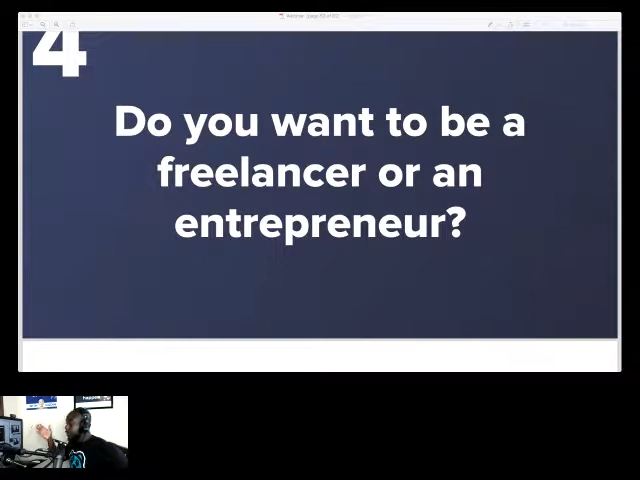 4
Do you want to be a
freelancer or an
entrepreneur?